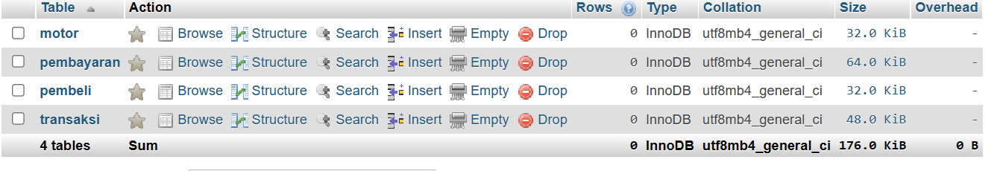 Table Action Rows Type Collation Size Overhead
motor Browse Structure Search Insert Empty Drop 0 InnoDB utf8mb4_general_ci 32.0 KiB -
pembayaran Browse Structure Search Insert Empty Drop 0 InnoDB utf8mb4_general_ci 64.0 KiB -
pembeli Browse Structure Search Insert Empty Drop 0 InnoDB utf8mb4_general_ci 32.0 KiB -
transaksi Browse Structure Search Insert Empty Drop 0 InnoDB utf8mb4_general_ci 48.0 KiB -
4 tables Sum 0 InnoDB utf8mb4_general_ci 176.0 KiB 0 B